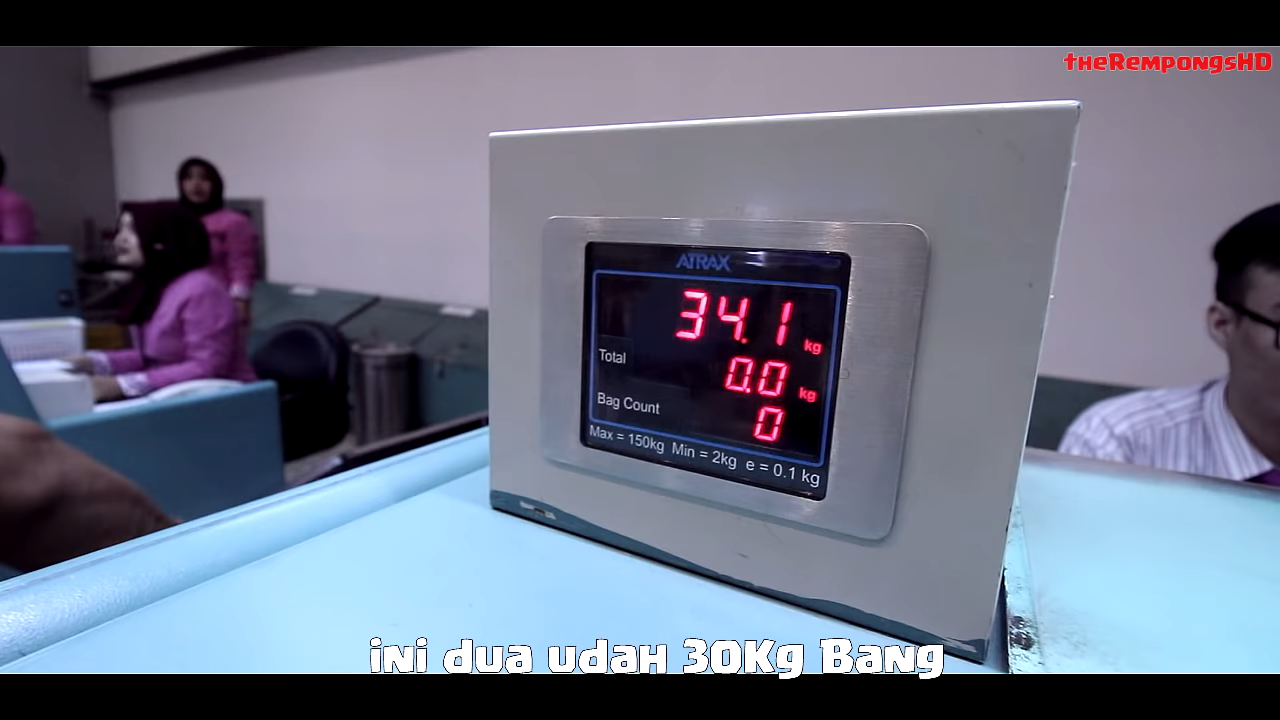 theRempongsHD
ATRAX
34.1 kg
Total 0.0 kg
Bag Count 0
Max = 150kg Min = 2kg e = 0.1 kg
ini dua udah 30Kg Bang